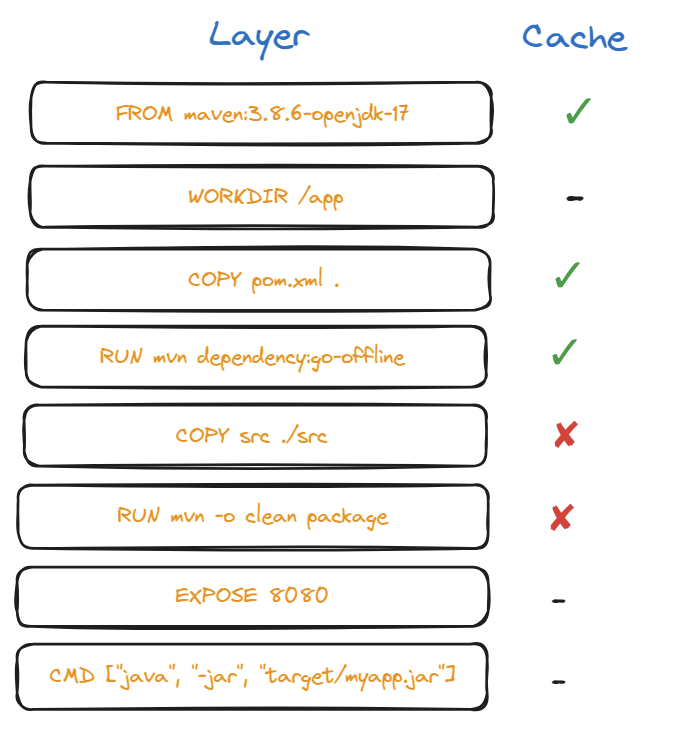 Layer Cache
FROM maven:3.8.6-openjdk-17 ✓
WORKDIR /app -
COPY pom.xml . ✓
RUN mvn dependency:go-offline ✓
COPY src ./src ✘
RUN mvn -o clean package ✘
EXPOSE 8080 -
CMD ["java", "-jar", "target/myapp.jar"] -